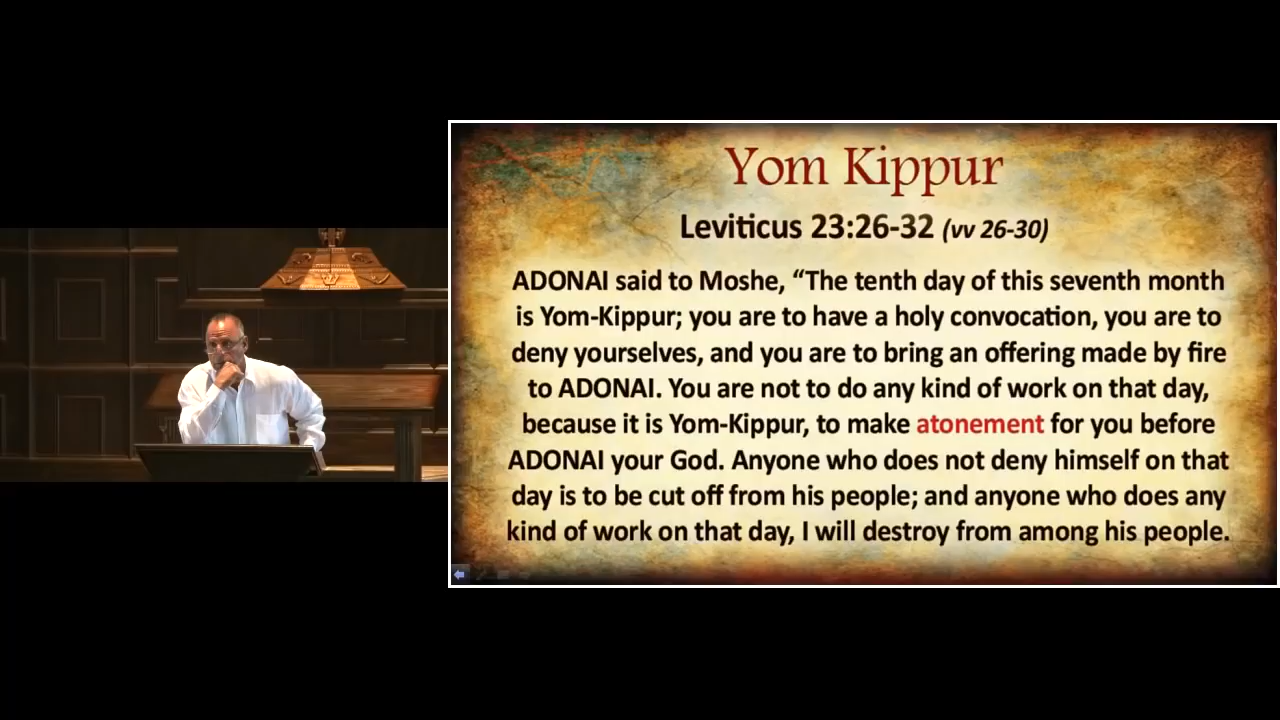 Yom Kippur
Leviticus 23:26-32 (vv 26-30)
ADONAI said to Moshe, “The tenth day of this seventh month
is Yom-Kippur; you are to have a holy convocation, you are to
deny yourselves, and you are to bring an offering made by fire
to ADONAI. You are not to do any kind of work on that day,
because it is Yom-Kippur, to make atonement for you before
ADONAI your God. Anyone who does not deny himself on that
day is to be cut off from his people; and anyone who does any
kind of work on that day, I will destroy from among his people.